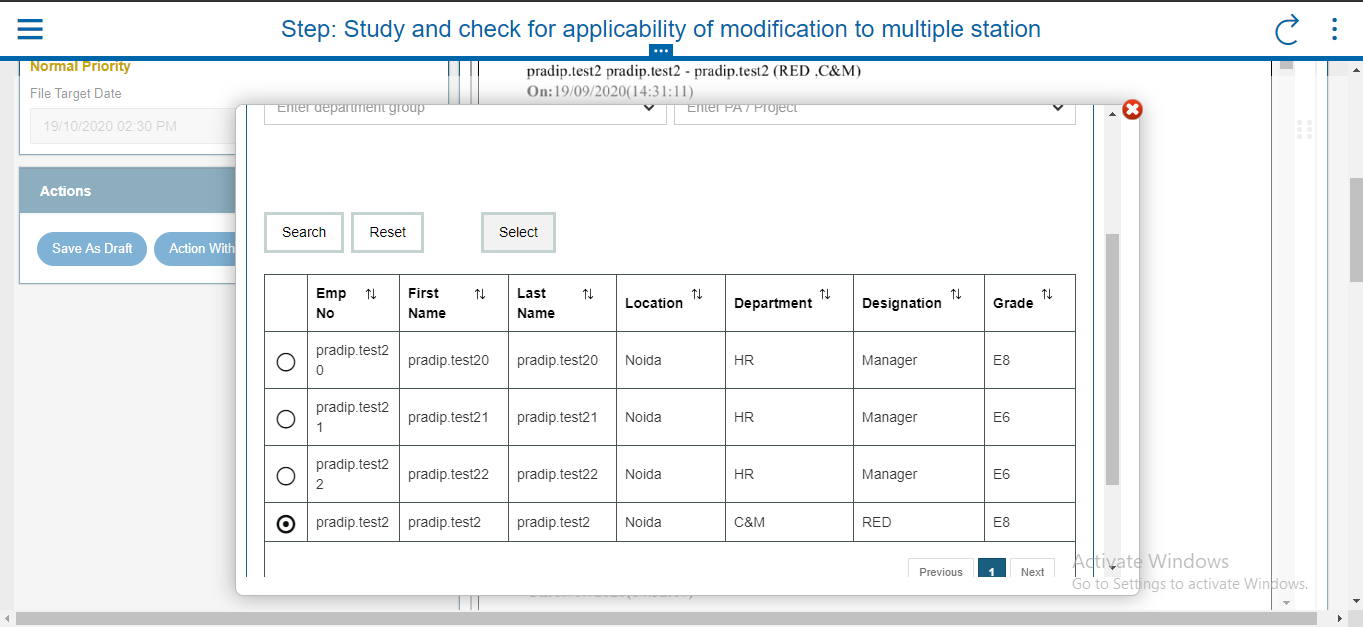 Step: Study and check for applicability of modification to multiple station
Normal Priority
File Target Date
19/10/2020 02:30 PM
Actions
Save As Draft
Action With
pradip.test2 pradip.test2 - pradip.test2 (RED ,C&M)
On:19/09/2020(14:31:11)
Enter department group
Enter PA / Project
Search
Reset
Select
Emp No
First Name
Last Name
Location
Department
Designation
Grade
pradip.test20 pradip.test20 pradip.test20 Noida HR Manager E8
pradip.test21 pradip.test21 pradip.test21 Noida HR Manager E6
pradip.test22 pradip.test22 pradip.test22 Noida HR Manager E6
pradip.test2 pradip.test2 pradip.test2 Noida C&M RED E8
Previous 1 Next
Activate Windows
Go to Settings to activate Windows.